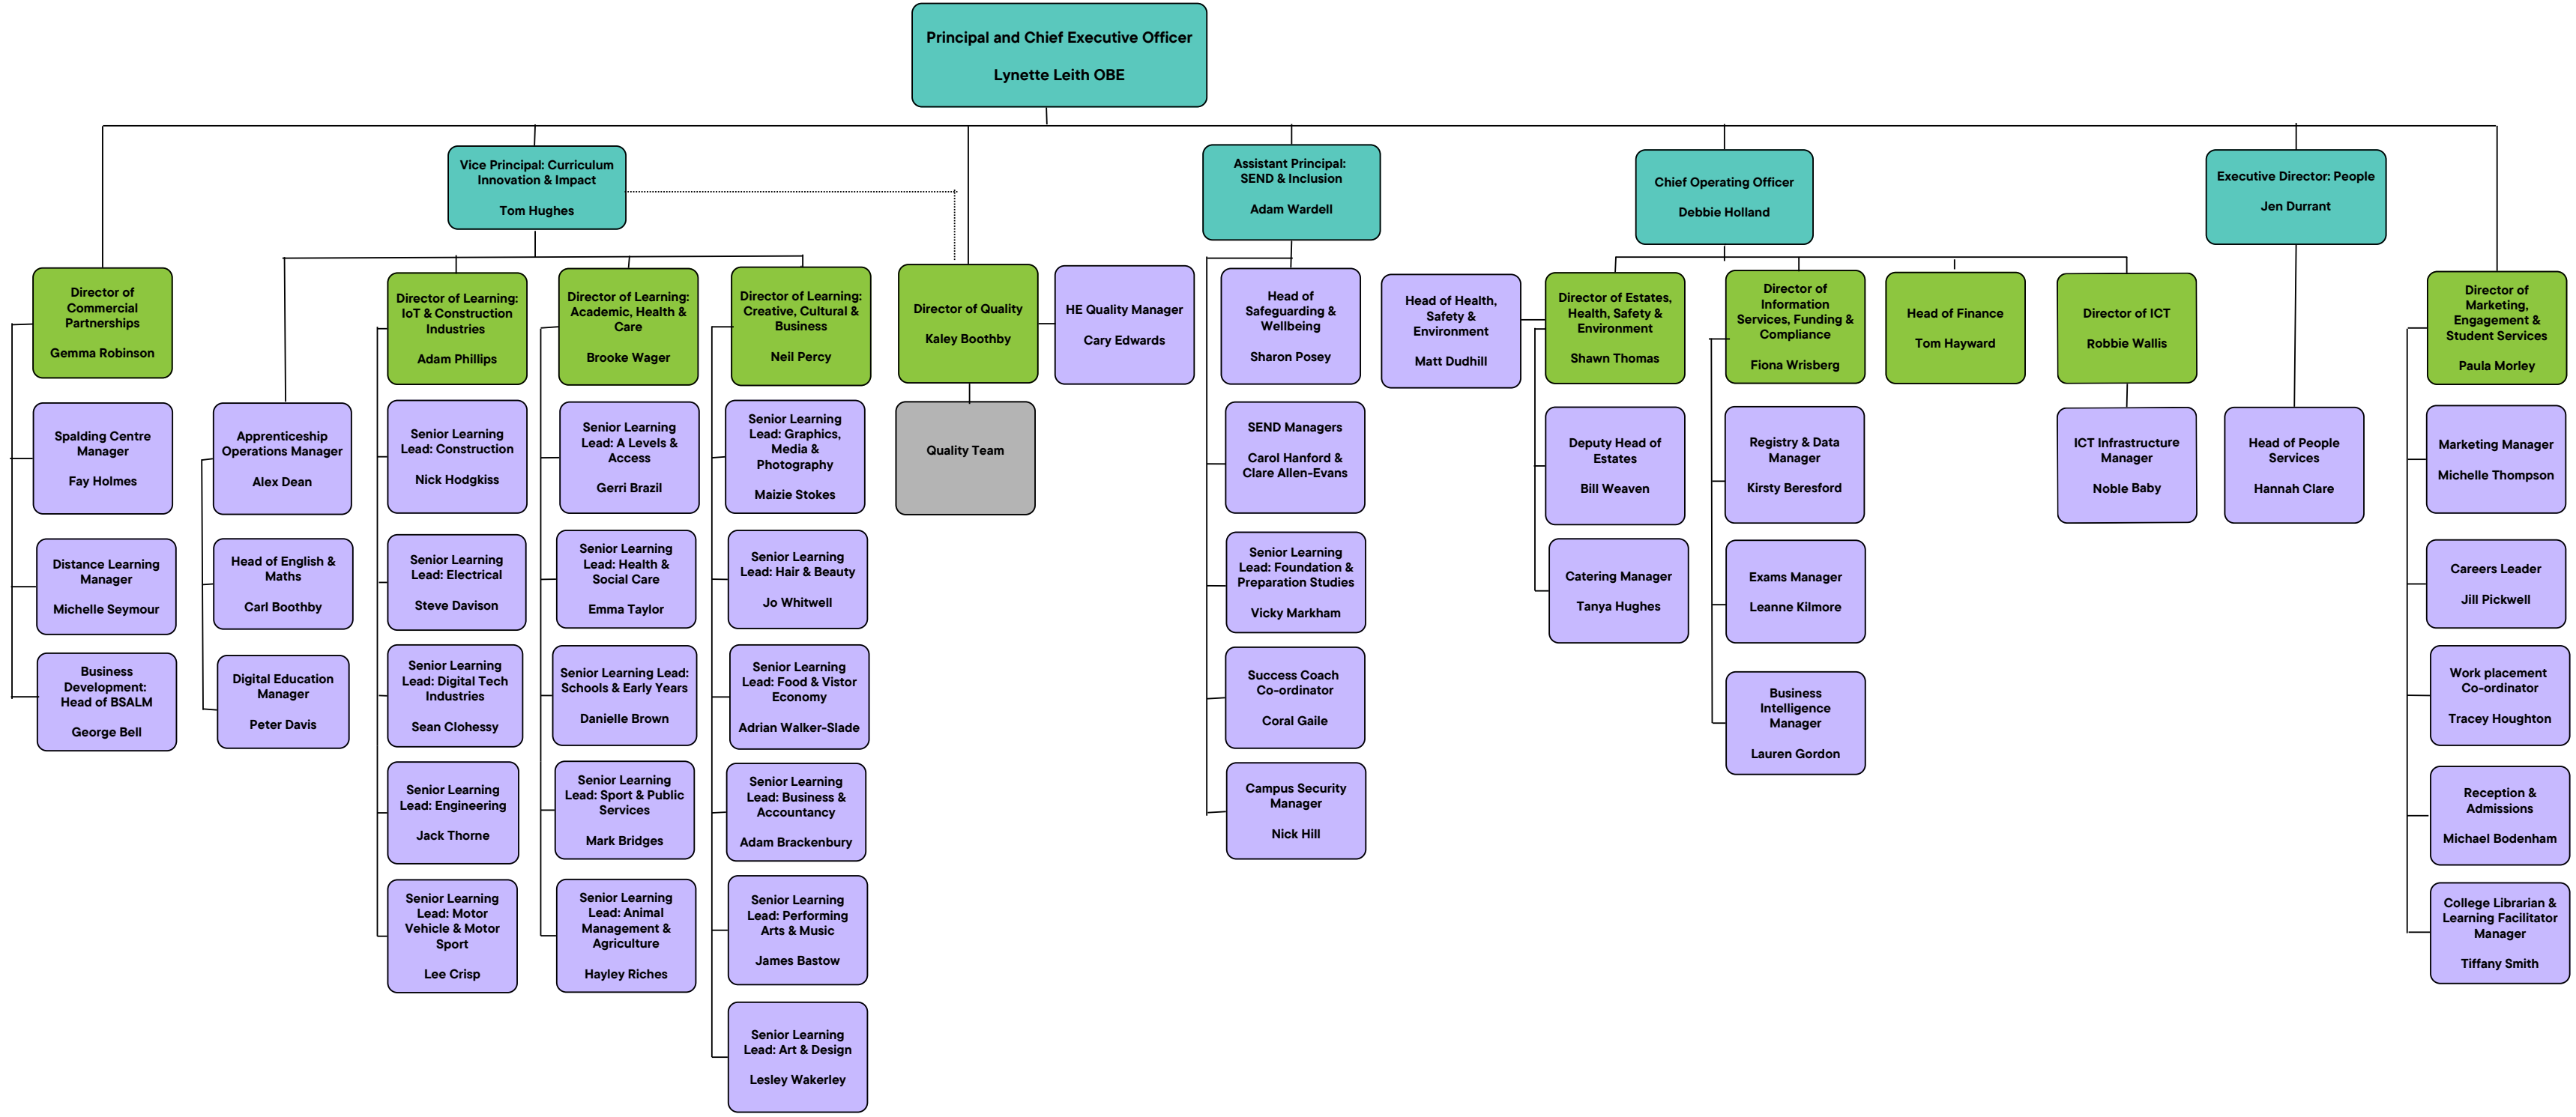 Principal and Chief Executive Officer
Lynette Leith OBE
Vice Principal: Curriculum
Innovation & Impact
Tom Hughes
Assistant Principal:
SEND & Inclusion
Adam Wardell
Chief Operating Officer
Debbie Holland
Executive Director: People
Jen Durrant
Director of
Commercial
Partnerships
Gemma Robinson
Spalding Centre
Manager
Fay Holmes
Distance Learning
Manager
Michelle Seymour
Business
Development:
Head of BSALM
George Bell
Apprenticeship
Operations Manager
Alex Dean
Head of English &
Maths
Carl Boothby
Digital Education
Manager
Peter Davis
Director of Learning:
IoT & Construction
Industries
Adam Phillips
Senior Learning
Lead: Construction
Nick Hodgkiss
Senior Learning
Lead: Electrical
Steve Davison
Senior Learning
Lead: Digital Tech
Industries
Sean Clohessy
Senior Learning
Lead: Engineering
Jack Thorne
Senior Learning
Lead: Motor
Vehicle & Motor
Sport
Lee Crisp
Director of Learning:
Academic, Health &
Care
Brooke Wager
Senior Learning
Lead: A Levels &
Access
Gerri Brazil
Senior Learning
Lead: Health &
Social Care
Emma Taylor
Senior Learning Lead:
Schools & Early Years
Danielle Brown
Senior Learning
Lead: Sport & Public
Services
Mark Bridges
Senior Learning
Lead: Animal
Management &
Agriculture
Hayley Riches
Director of Learning:
Creative, Cultural &
Business
Neil Percy
Senior Learning
Lead: Graphics,
Media &
Photography
Maizie Stokes
Senior Learning
Lead: Hair & Beauty
Jo Whitwell
Senior Learning
Lead: Food & Vistor
Economy
Adrian Walker-Slade
Senior Learning
Lead: Business &
Accountancy
Adam Brackenbury
Senior Learning
Lead: Performing
Arts & Music
James Bastow
Senior Learning
Lead: Art & Design
Lesley Wakerley
Director of Quality
Kaley Boothby
Quality Team
HE Quality Manager
Cary Edwards
Head of
Safeguarding &
Wellbeing
Sharon Posey
SEND Managers
Carol Hanford &
Clare Allen-Evans
Senior Learning
Lead: Foundation &
Preparation Studies
Vicky Markham
Success Coach
Co-ordinator
Coral Gaile
Campus Security
Manager
Nick Hill
Head of Health,
Safety &
Environment
Matt Dudhill
Director of Estates,
Health, Safety &
Environment
Shawn Thomas
Deputy Head of
Estates
Bill Weaven
Catering Manager
Tanya Hughes
Director of
Information
Services, Funding &
Compliance
Fiona Wrisberg
Registry & Data
Manager
Kirsty Beresford
Exams Manager
Leanne Kilmore
Business
Intelligence
Manager
Lauren Gordon
Head of Finance
Tom Hayward
Director of ICT
Robbie Wallis
ICT Infrastructure
Manager
Noble Baby
Head of People
Services
Hannah Clare
Director of
Marketing,
Engagement &
Student Services
Paula Morley
Marketing Manager
Michelle Thompson
Careers Leader
Jill Pickwell
Work placement
Co-ordinator
Tracey Houghton
Reception &
Admissions
Michael Bodenham
College Librarian &
Learning Facilitator
Manager
Tiffany Smith